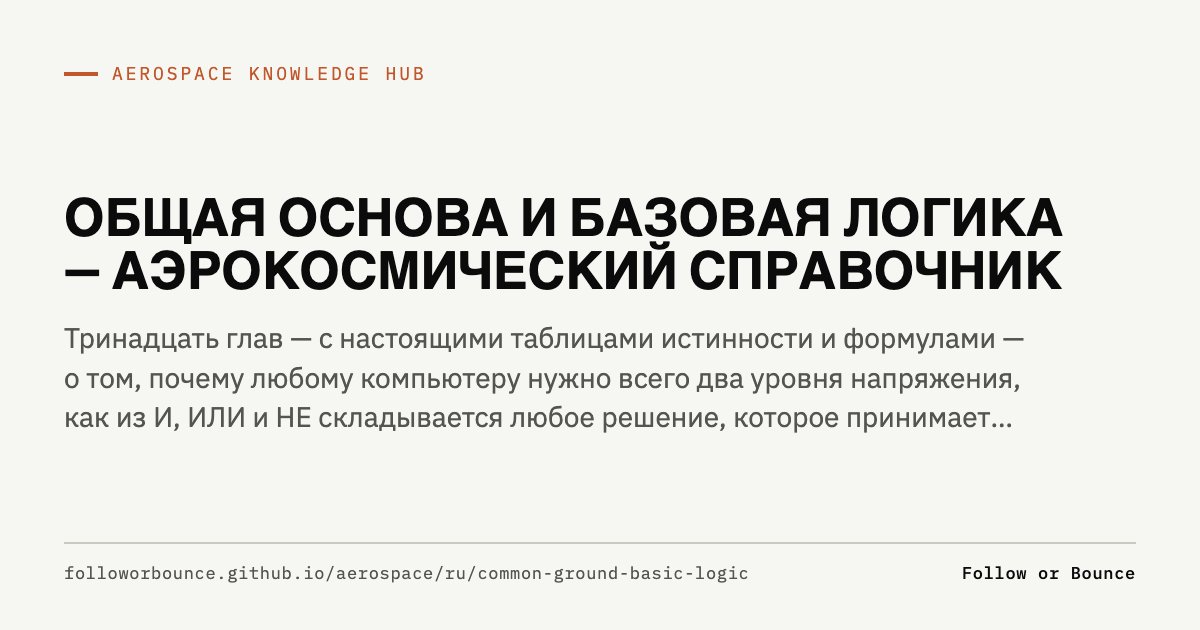 AEROSPACE KNOWLEDGE HUB
ОБЩАЯ ОСНОВА И БАЗОВАЯ ЛОГИКА
— АЭРОКОСМИЧЕСКИЙ СПРАВОЧНИК
Тринадцать глав — с настоящими таблицами истинности и формулами —
о том, почему любому компьютеру нужно всего два уровня напряжения,
как из И, ИЛИ и НЕ складывается любое решение, которое принимает…
followorbounce.github.io/aerospace/ru/common-ground-basic-logic
Follow or Bounce